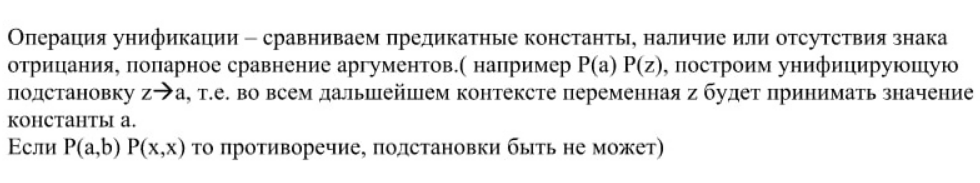 Операция унификации – сравниваем предикатные константы, наличие или отсутствия знака
отрицания, попарное сравнение аргументов.( например P(a) P(z), построим унифицирующую
подстановку z→a, т.е. во всем дальшейшем контексте переменная z будет принимать значение
константы a.
Если P(a,b) P(x,x) то противоречие, подстановки быть не может)